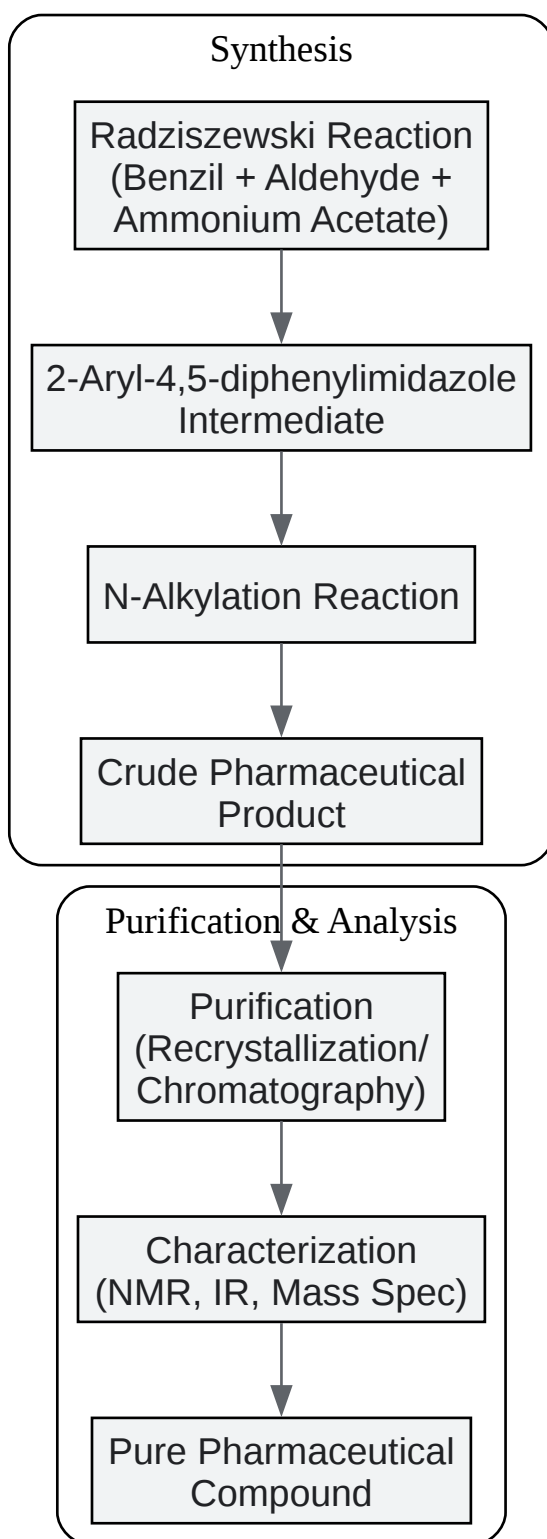 Synthesis
Radziszewski Reaction
(Benzil + Aldehyde +
Ammonium Acetate)
2-Aryl-4,5-diphenylimidazole
Intermediate
N-Alkylation Reaction
Crude Pharmaceutical
Product
Purification & Analysis
Purification
(Recrystallization/
Chromatography)
Characterization
(NMR, IR, Mass Spec)
Pure Pharmaceutical
Compound